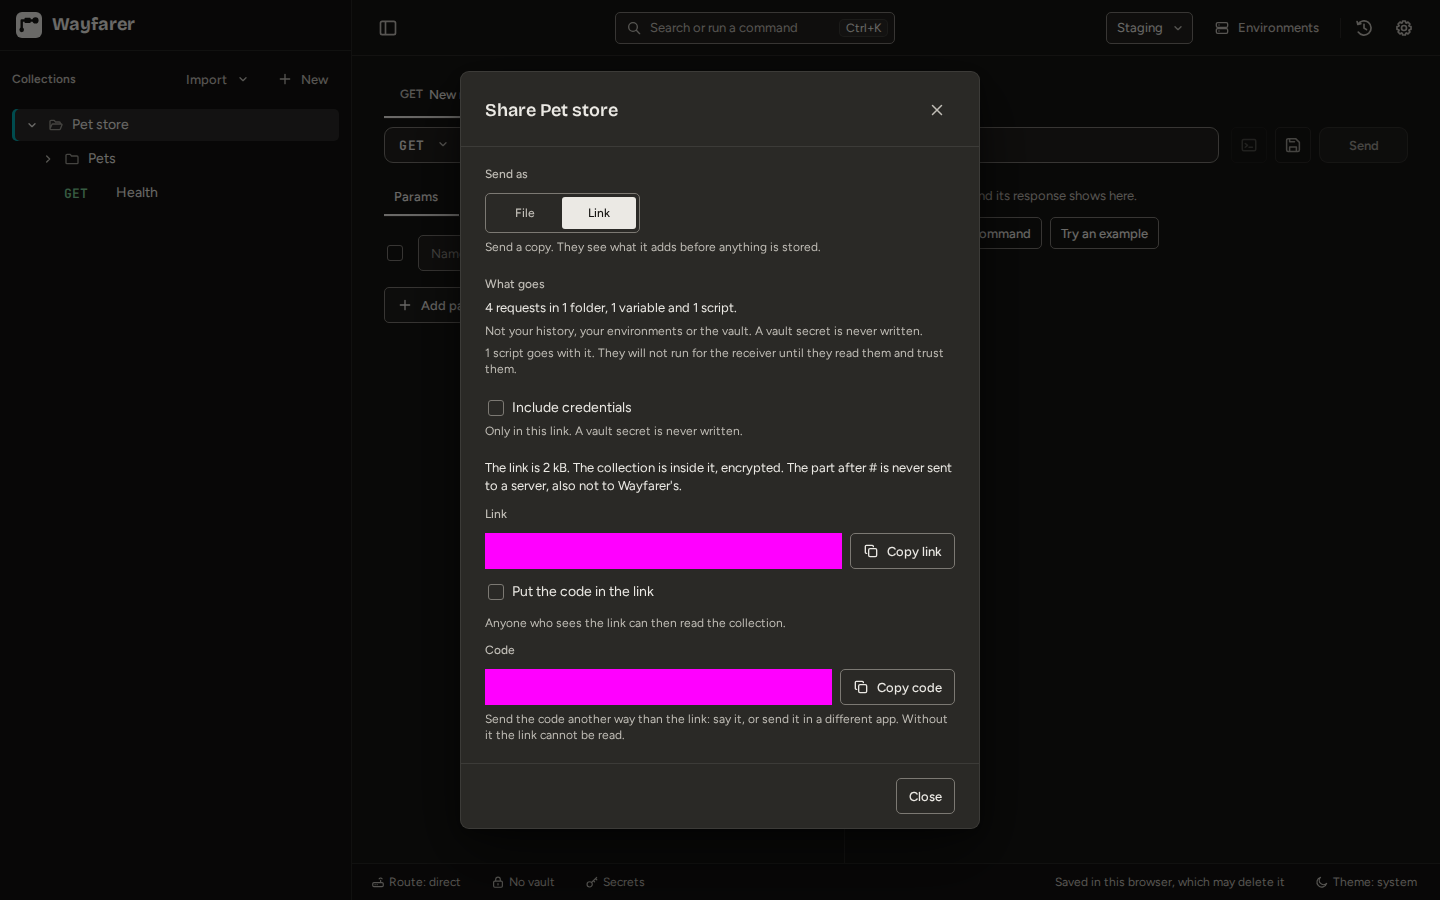 Wayfarer
Search or run a command
Ctrl+K
Staging
Environments
Collections
Import
New
Pet store
Pets
GET Health
GET New
GET
Send
Params
nd its response shows here.
ommand
Try an example
Name
Add pa
Share Pet store
Send as
File
Link
Send a copy. They see what it adds before anything is stored.
What goes
4 requests in 1 folder, 1 variable and 1 script.
Not your history, your environments or the vault. A vault secret is never written.
1 script goes with it. They will not run for the receiver until they read them and trust
them.
Include credentials
Only in this link. A vault secret is never written.
The link is 2 kB. The collection is inside it, encrypted. The part after # is never sent
to a server, also not to Wayfarer's.
Link
Copy link
Put the code in the link
Anyone who sees the link can then read the collection.
Code
Copy code
Send the code another way than the link: say it, or send it in a different app. Without
it the link cannot be read.
Close
Route: direct
No vault
Secrets
Saved in this browser, which may delete it
Theme: system